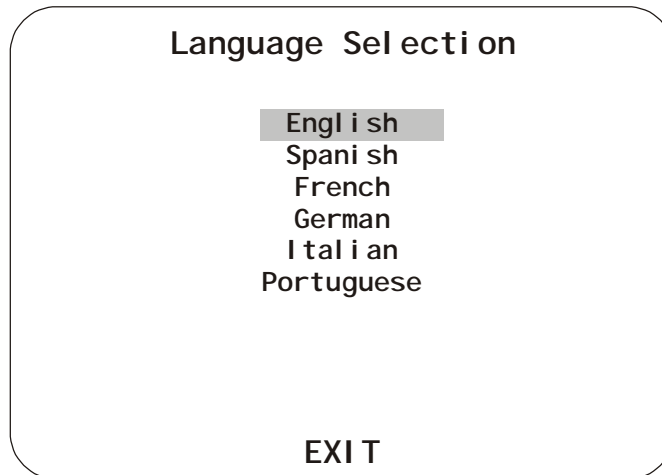 Language Selection
English
Spanish
French
German
Italian
Portuguese
EXIT